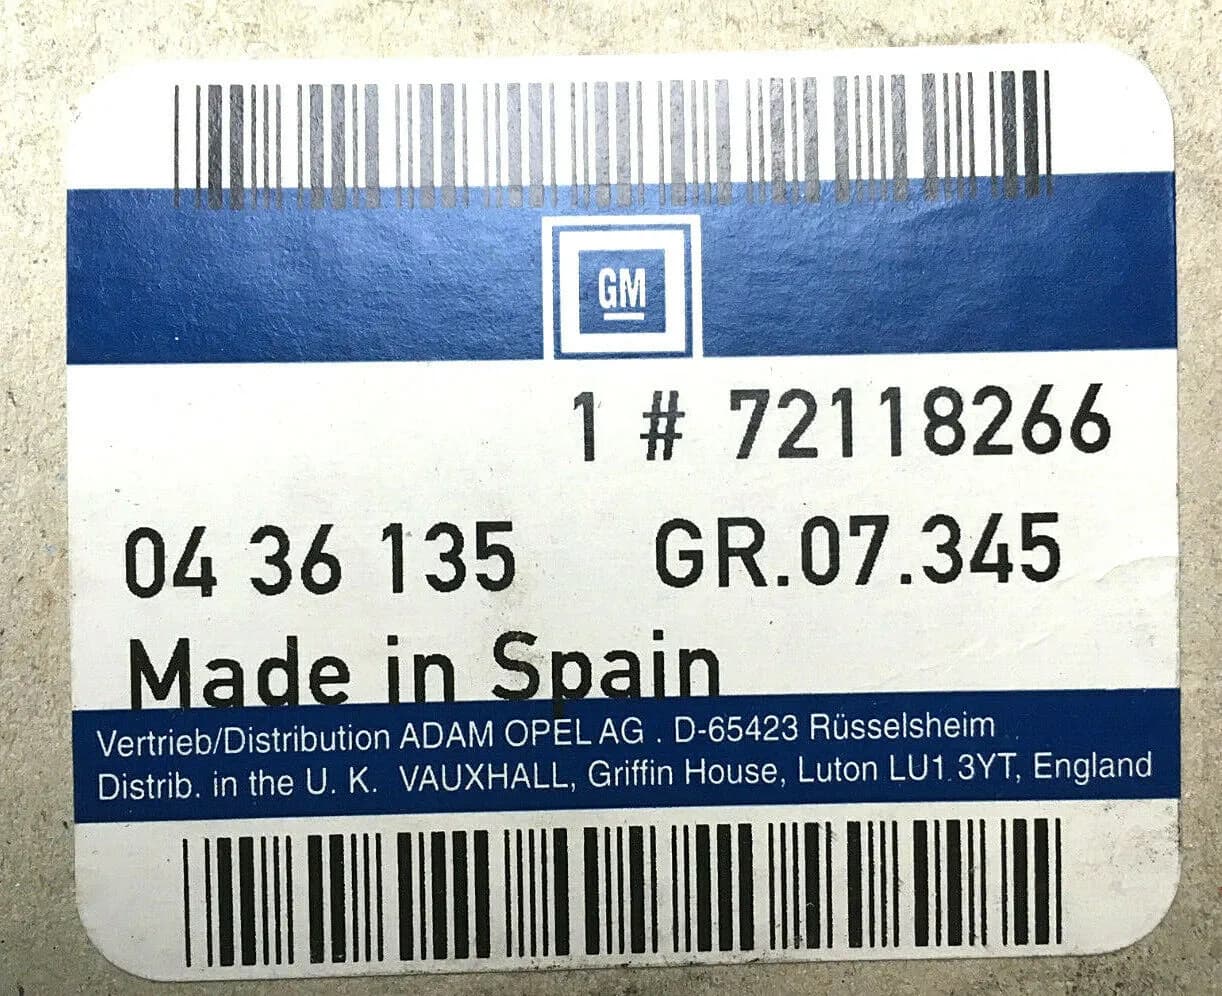 GM
1 # 72118266
04 36 135 GR.07.345
Made in Spain
Vertrieb/Distribution ADAM OPEL AG . D-65423 Rüsselsheim
Distrib. in the U. K. VAUXHALL, Griffin House, Luton LU1 3YT, England